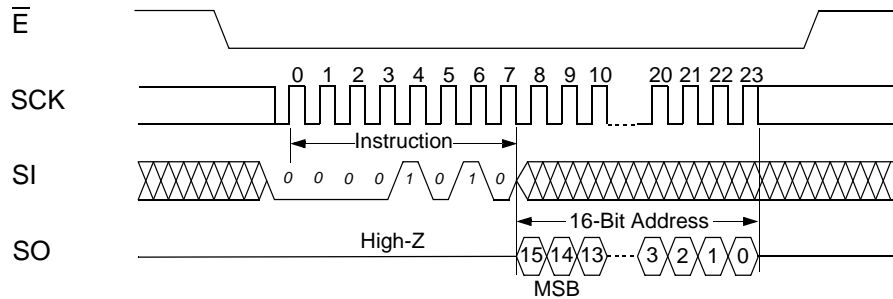 E
0 1 2 3 4 5 6 7 8 9 10 20 21 22 23
SCK
Instruction
SI 0 0 0 0 1 0 1 0
16-Bit Address
High-Z
SO 15 14 13 3 2 1 0
MSB